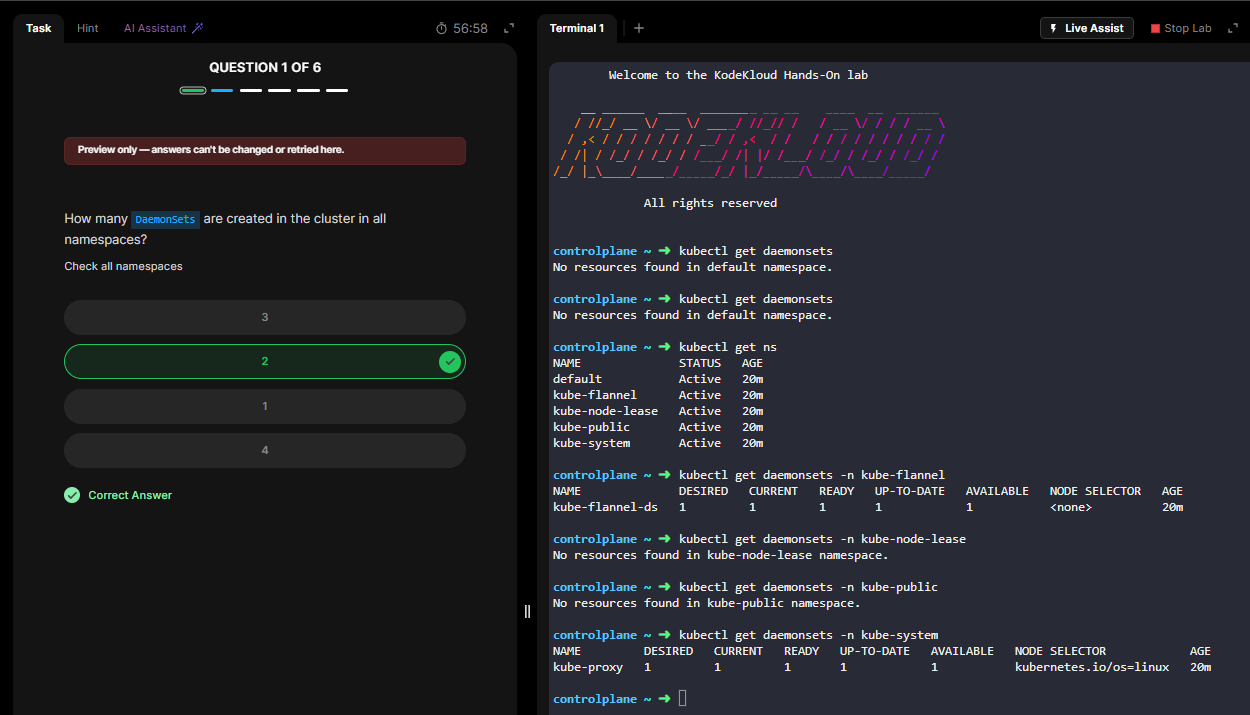 Task Hint AI Assistant 56:58
QUESTION 1 OF 6
Preview only — answers can't be changed or retried here.
How many DaemonSets are created in the cluster in all
namespaces?
Check all namespaces
3
2
1
4
Correct Answer
Terminal 1 + Live Assist Stop Lab
Welcome to the KodeKloud Hands-On lab
All rights reserved
controlplane ~ ➜ kubectl get daemonsets
No resources found in default namespace.
controlplane ~ ➜ kubectl get daemonsets
No resources found in default namespace.
controlplane ~ ➜ kubectl get ns
NAME STATUS AGE
default Active 20m
kube-flannel Active 20m
kube-node-lease Active 20m
kube-public Active 20m
kube-system Active 20m
controlplane ~ ➜ kubectl get daemonsets -n kube-flannel
NAME DESIRED CURRENT READY UP-TO-DATE AVAILABLE NODE SELECTOR AGE
kube-flannel-ds 1 1 1 1 1 <none> 20m
controlplane ~ ➜ kubectl get daemonsets -n kube-node-lease
No resources found in kube-node-lease namespace.
controlplane ~ ➜ kubectl get daemonsets -n kube-public
No resources found in kube-public namespace.
controlplane ~ ➜ kubectl get daemonsets -n kube-system
NAME DESIRED CURRENT READY UP-TO-DATE AVAILABLE NODE SELECTOR AGE
kube-proxy 1 1 1 1 1 kubernetes.io/os=linux 20m
controlplane ~ ➜